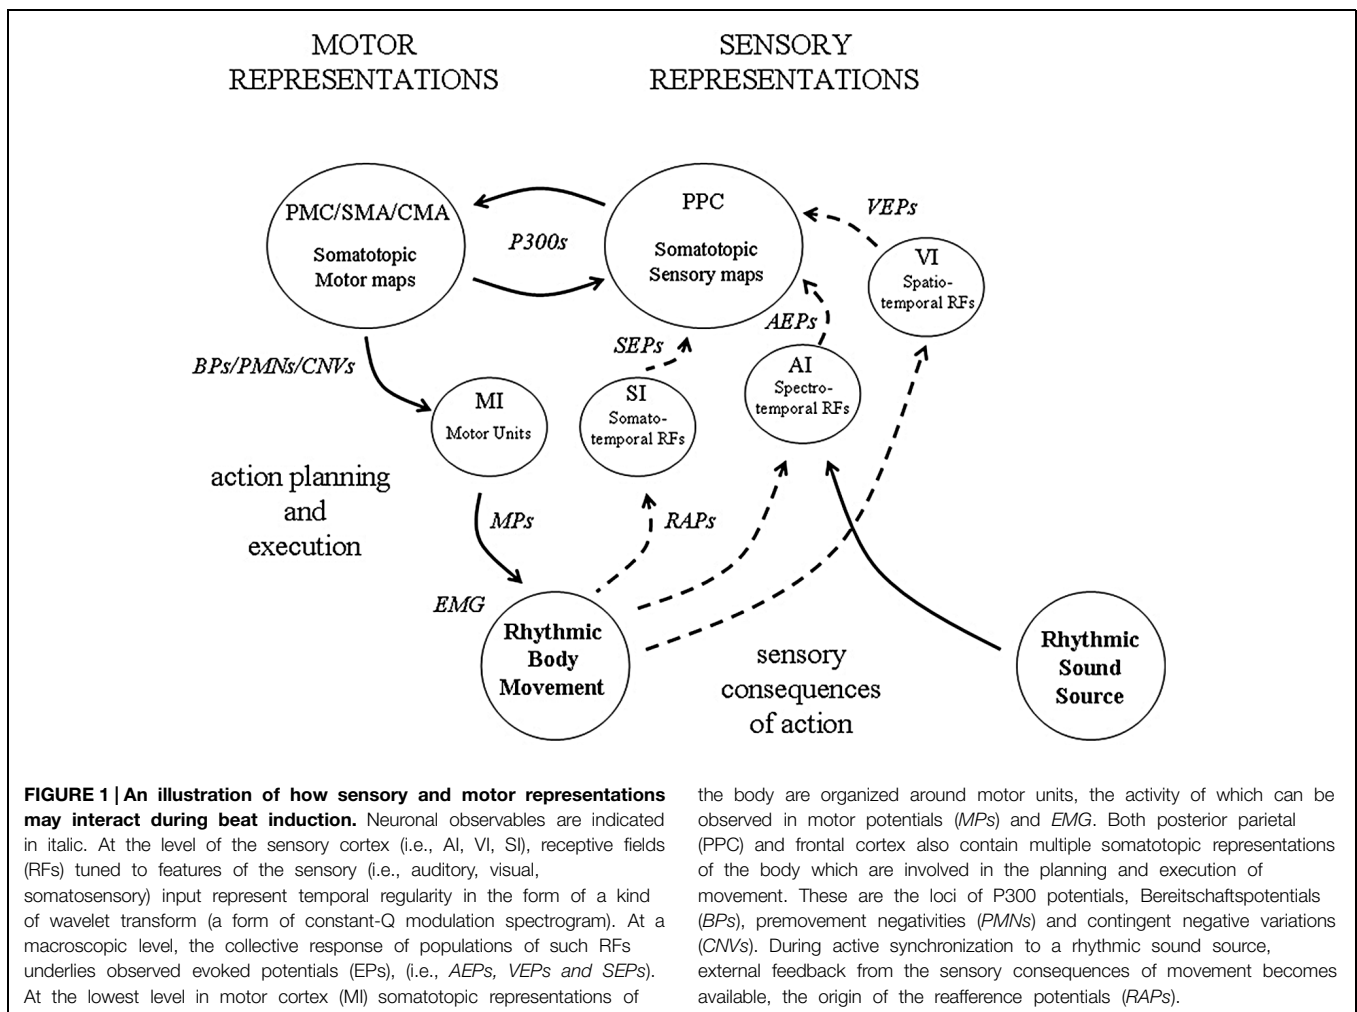 MOTOR
REPRESENTATIONS
SENSORY
REPRESENTATIONS
PMC/SMA/CMA
Somatotopic
Motor maps
P300s
PPC
Somatotopic
Sensory maps
VEPs
VI
Spatio-
temporal RFs
AEPs
SEPs
BPs/PMNs/CNVs
MI
Motor Units
SI
Somato-
temporal RFs
AI
Spectro-
temporal RFs
action planning
and
execution
MPs
RAPs
EMG
Rhythmic
Body
Movement
sensory
consequences
of action
Rhythmic
Sound
Source
FIGURE 1 | An illustration of how sensory and motor representations
may interact during beat induction. Neuronal observables are indicated
in italic. At the level of the sensory cortex (i.e., AI, VI, SI), receptive fields
(RFs) tuned to features of the sensory (i.e., auditory, visual,
somatosensory) input represent temporal regularity in the form of a kind
of wavelet transform (a form of constant-Q modulation spectrogram). At a
macroscopic level, the collective response of populations of such RFs
underlies observed evoked potentials (EPs), (i.e., AEPs, VEPs and SEPs).
At the lowest level in motor cortex (MI) somatotopic representations of
the body are organized around motor units, the activity of which can be
observed in motor potentials (MPs) and EMG. Both posterior parietal
(PPC) and frontal cortex also contain multiple somatotopic representations
of the body which are involved in the planning and execution of
movement. These are the loci of P300 potentials, Bereitschaftspotentials
(BPs), premovement negativities (PMNs) and contingent negative variations
(CNVs). During active synchronization to a rhythmic sound source,
external feedback from the sensory consequences of movement becomes
available, the origin of the reafference potentials (RAPs).